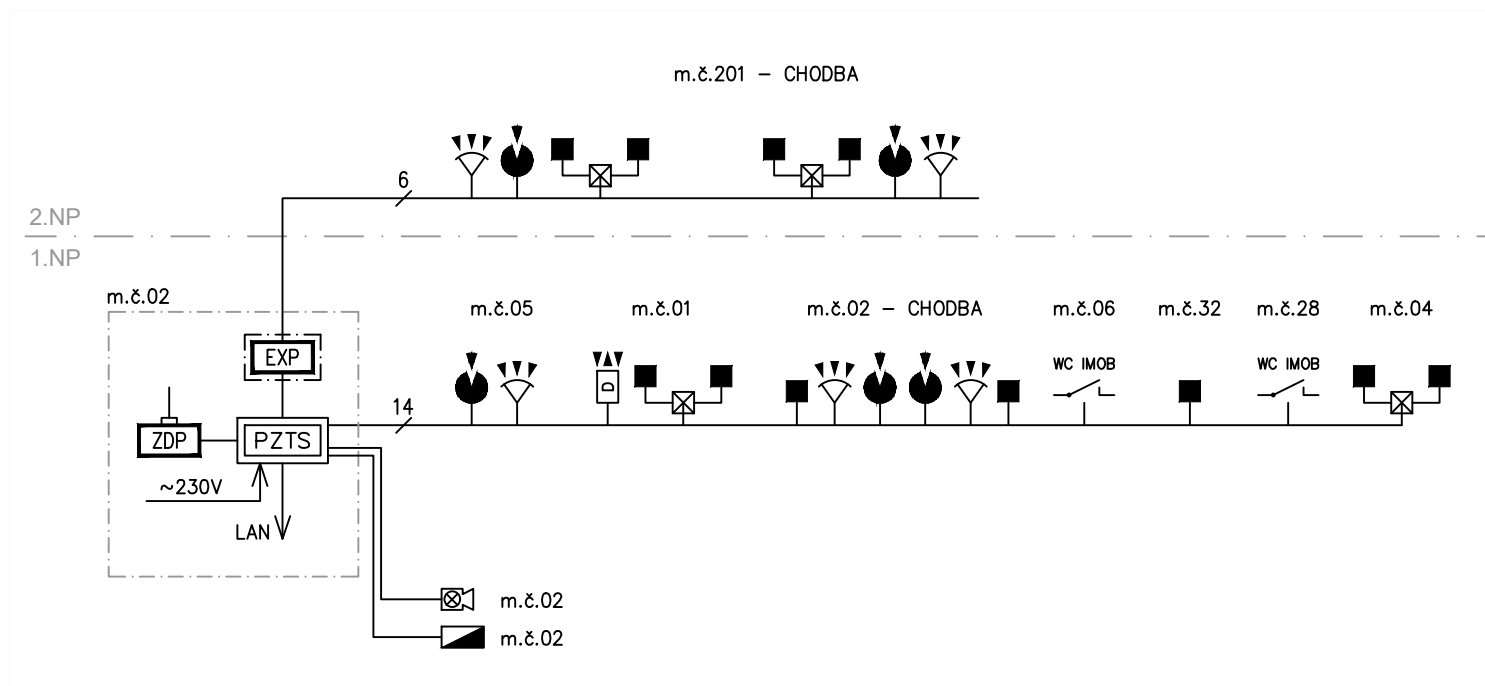 m.č.201 – CHODBA
6
2.NP
1.NP
m.č.02
m.č.05 m.č.01 m.č.02 – CHODBA m.č.06 m.č.32 m.č.28 m.č.04
EXP
WC IMOB WC IMOB
D
14
ZDP PZTS
~230V
LAN
m.č.02
m.č.02